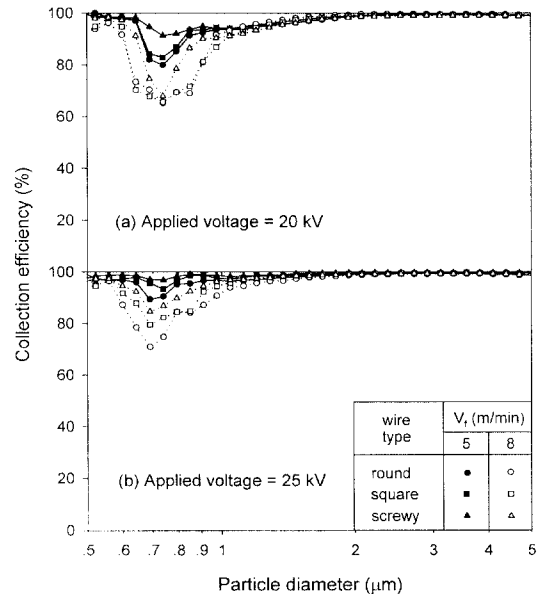 100
80
60
40
20
(a) Applied voltage = 20 kV
100
80
60
40
20
0
(b) Applied voltage = 25 kV
Collection efficiency (%)
wire type
V_f (m/min)
5 8
round
square
screwy
.5 .6 .7 .8 .9 1 2 3 4 5
Particle diameter (μm)